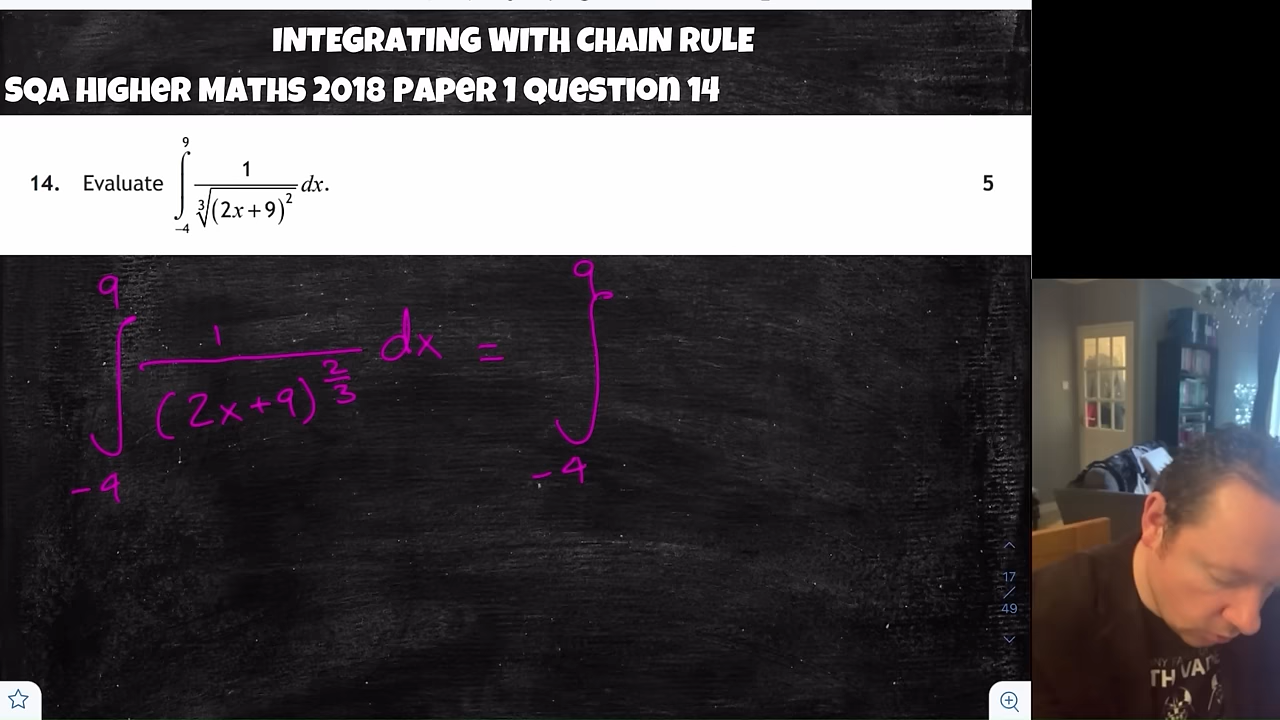 INTEGRATING WITH CHAIN RULE
SQA HIGHER MATHS 2018 PAPER 1 QUESTION 14
14. Evaluate ∫_{-4}^{9} 1/∛(2x+9)² dx. 5
∫_{-4}^{9} 1/(2x+9)^{2/3} dx = ∫_{-4}^{9}
17
/
49